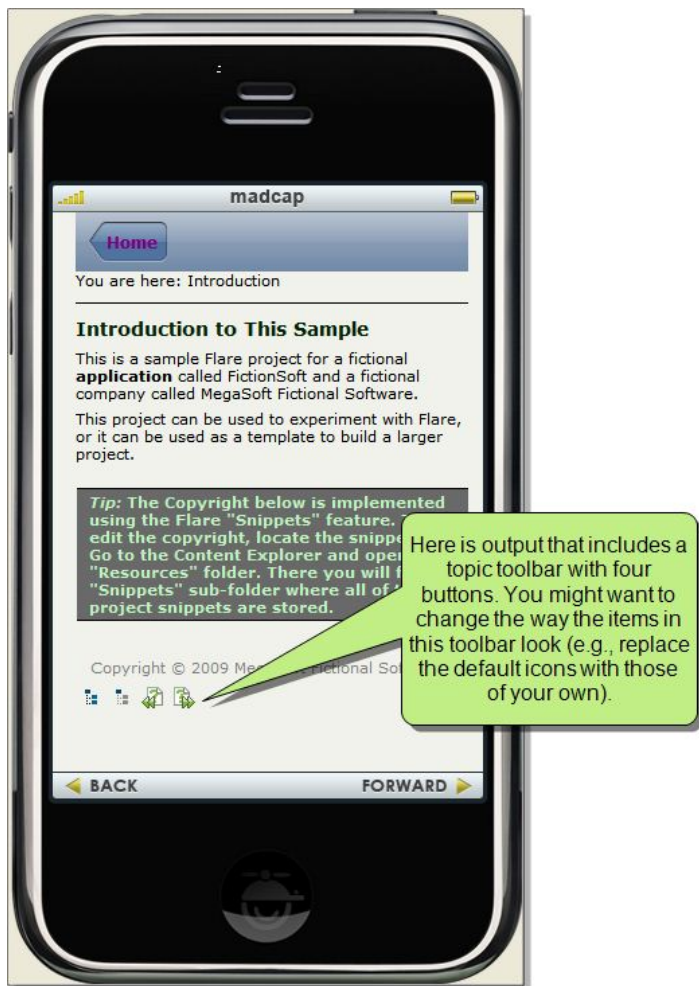 madcap
Home
You are here: Introduction
Introduction to This Sample
This is a sample Flare project for a fictional
application called FictionSoft and a fictional
company called MegaSoft Fictional Software.
This project can be used to experiment with Flare,
or it can be used as a template to build a larger
project.
Tip: The Copyright below is implemented
using the Flare "Snippets" feature.
edit the copyright, locate the
Go to the Content Explorer and
"Resources" folder. There you will
"Snippets" sub-folder where all of
project snippets are stored.
Copyright © 2009
Here is output that includes a
topic toolbar with four
buttons. You might want to
change the way the items in
this toolbar look (e.g., replace
the default icons with those
of your own).
BACK
FORWARD